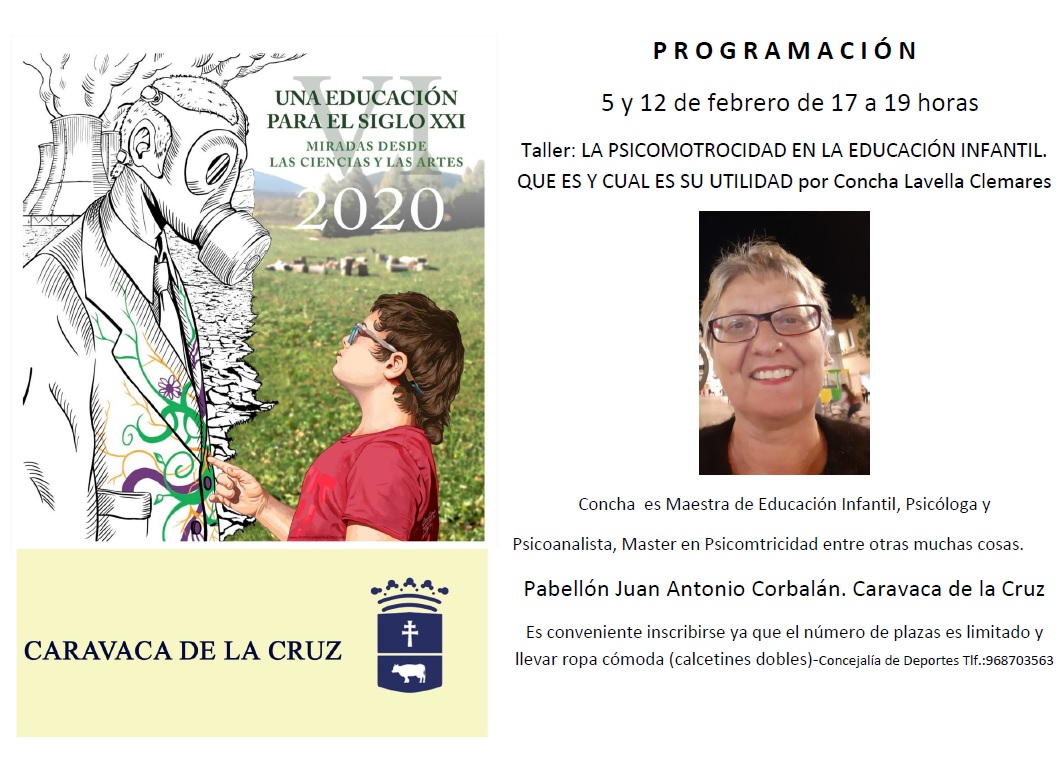 VI
UNA EDUCACIÓN
PARA EL SIGLO XXI
MIRADAS DESDE
LAS CIENCIAS Y LAS ARTES
2020
CARAVACA DE LA CRUZ
PROGRAMACIÓN
5 y 12 de febrero de 17 a 19 horas
Taller: LA PSICOMOTROCIDAD EN LA EDUCACIÓN INFANTIL.
QUE ES Y CUAL ES SU UTILIDAD por Concha Lavella Clemares
Concha es Maestra de Educación Infantil, Psicóloga y
Psicoanalista, Master en Psicomtricidad entre otras muchas cosas.
Pabellón Juan Antonio Corbalán. Caravaca de la Cruz
Es conveniente inscribirse ya que el número de plazas es limitado y
llevar ropa cómoda (calcetines dobles)-Concejalía de Deportes Tlf.:968703563